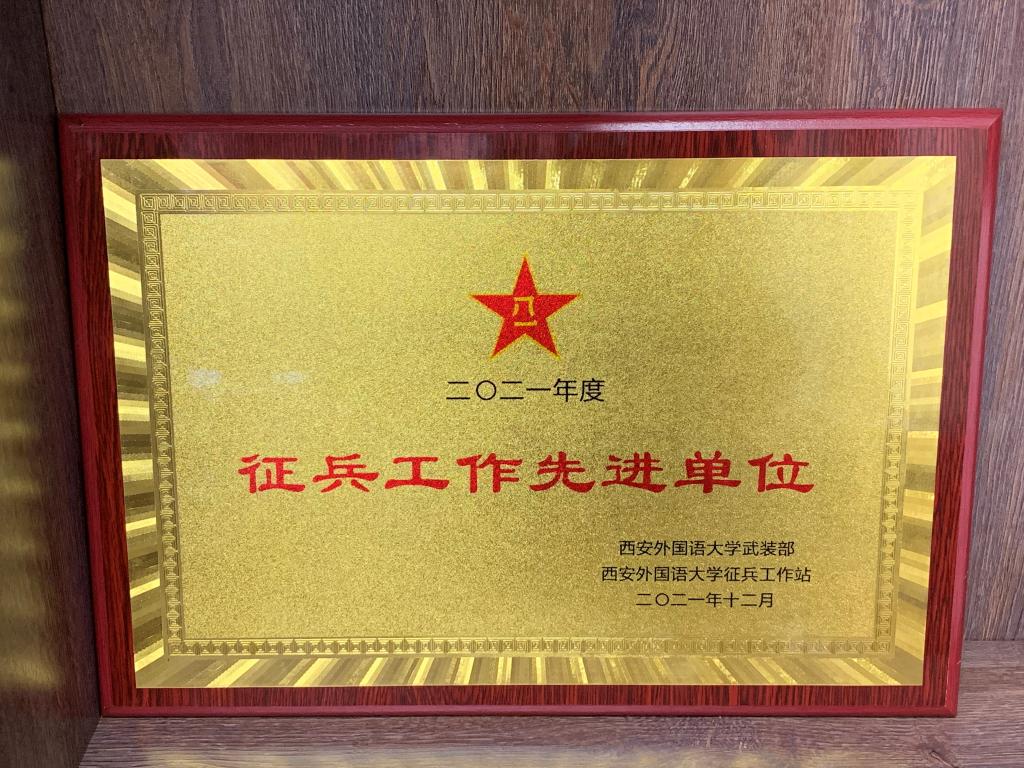 八一
二〇二一年度
征兵工作先进单位
西安外国语大学武装部
西安外国语大学征兵工作站
二〇二一年十二月